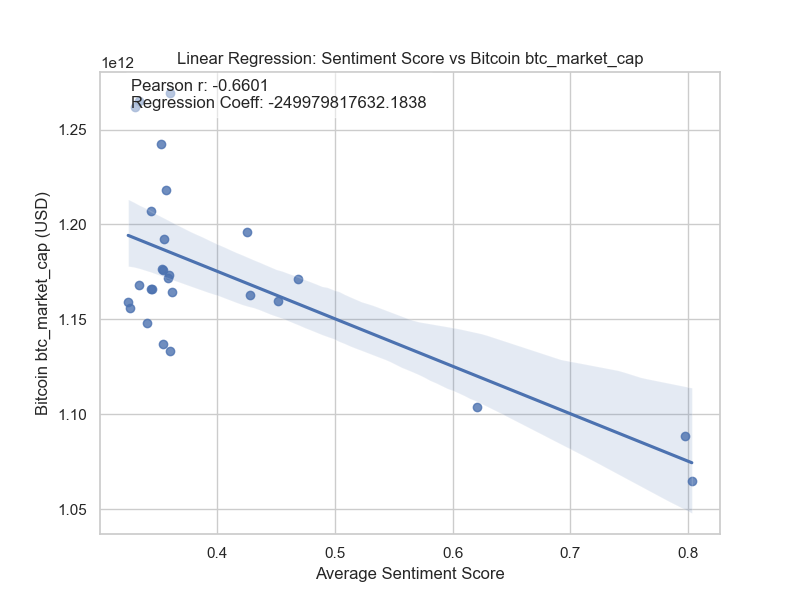 Linear Regression: Sentiment Score vs Bitcoin btc_market_cap
1e12
Pearson r: -0.6601
Regression Coeff: -249979817632.1838
1.25
1.20
1.15
1.10
1.05
Bitcoin btc_market_cap (USD)
0.4 0.5 0.6 0.7 0.8
Average Sentiment Score